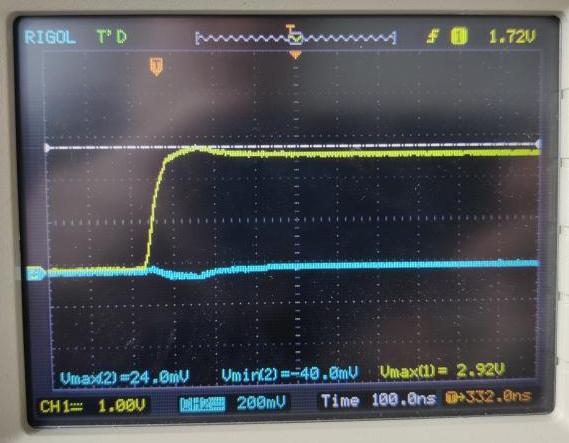 RIGOL T'D 1 1.72V
T
T
Vmax(2)=24.0mV Vmin(2)=-40.0mV Vmax(1)= 2.92V
CH1 1.00V 200mV Time 100.0ns T→332.0ns